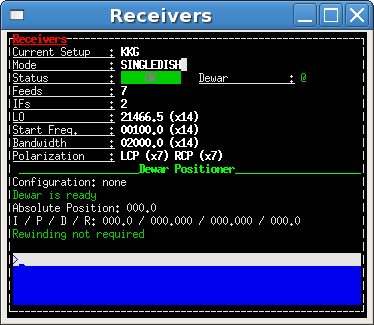 Receivers
Receivers
Current Setup : KKG
Mode : SINGLEDISH
Status : OK Dewar : 0
Feeds : 7
IFs : 2
LO : 21466.5 (x14)
Start Freq. : 00100.0 (x14)
Bandwidth : 02000.0 (x14)
Polarization : LCP (x7) RCP (x7)
Dewar Positioner
Configuration: none
Dewar is ready
Absolute Position: 000.0
I / P / D / R: 000.0 / 000.000 / 000.000 / 000.0
Rewinding not required
>